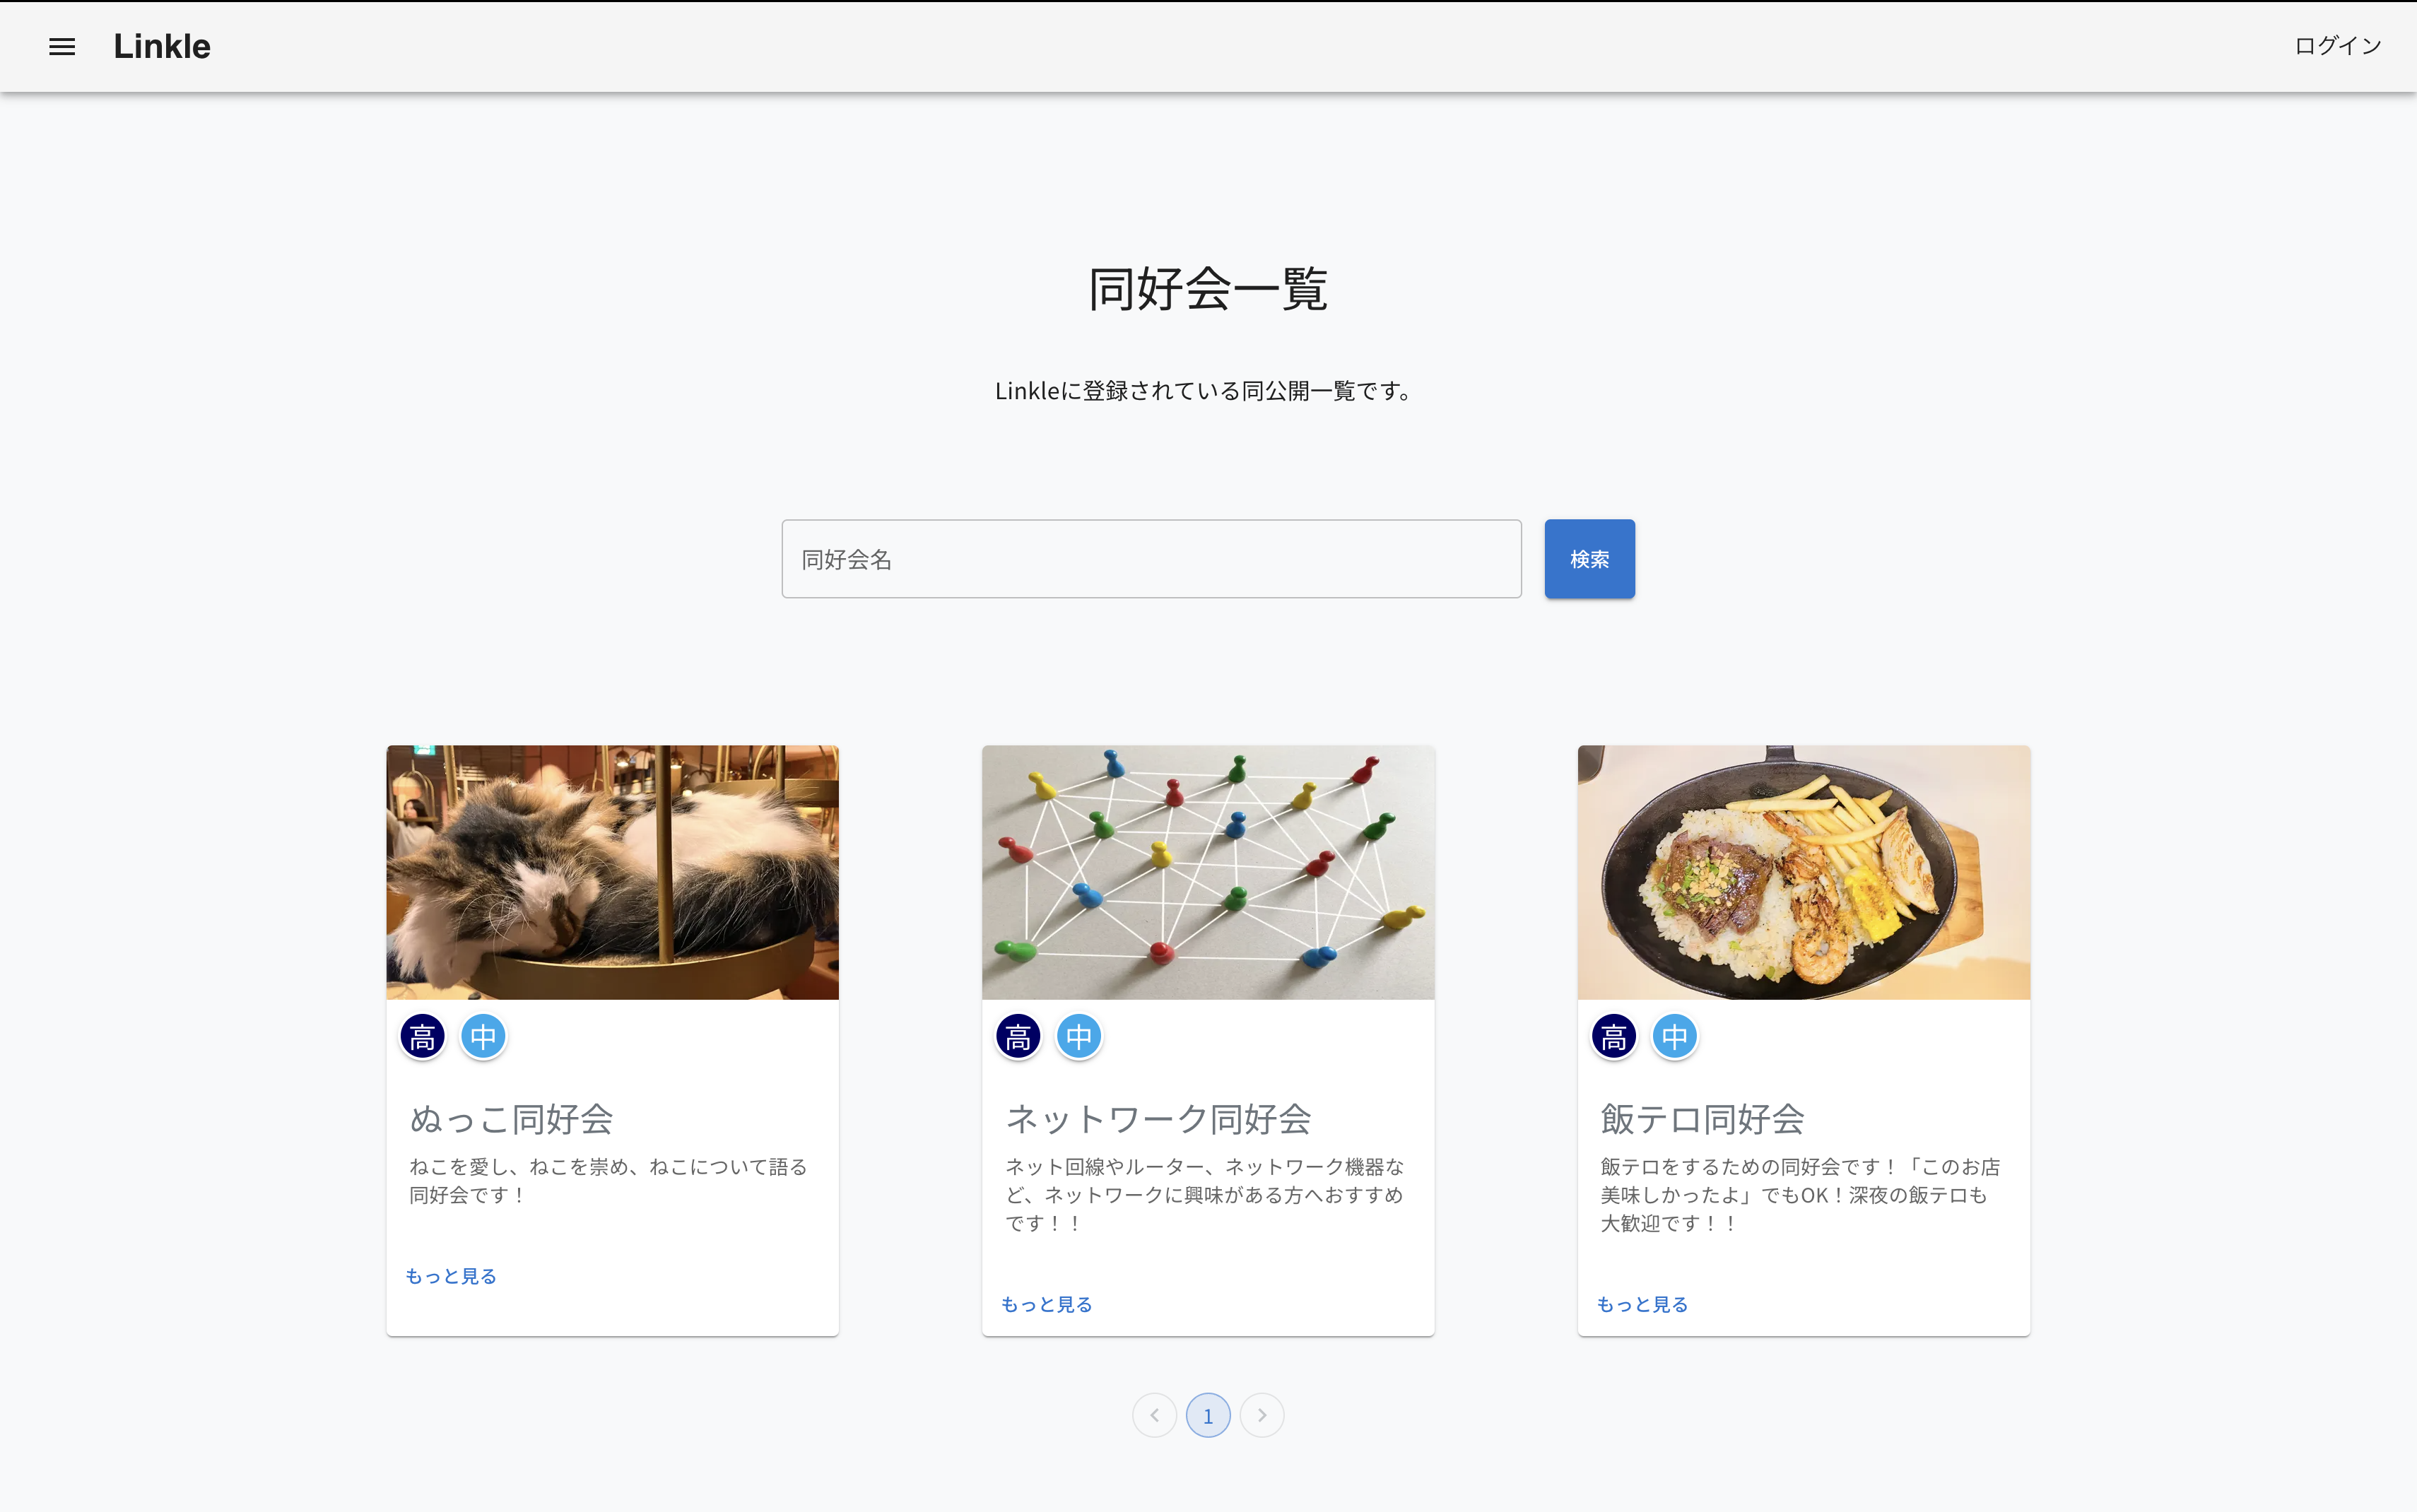 Linkle
ログイン
同好会一覧
Linkleに登録されている同公開一覧です。
同好会名
検索
高 中
ぬっこ同好会
ねこを愛し、ねこを崇め、ねこについて語る
同好会です！
もっと見る
高 中
ネットワーク同好会
ネット回線やルーター、ネットワーク機器な
ど、ネットワークに興味がある方へおすすめ
です！！
もっと見る
高 中
飯テロ同好会
飯テロをするための同好会です！「このお店
美味しかったよ」でもOK！深夜の飯テロも
大歓迎です！！
もっと見る
1